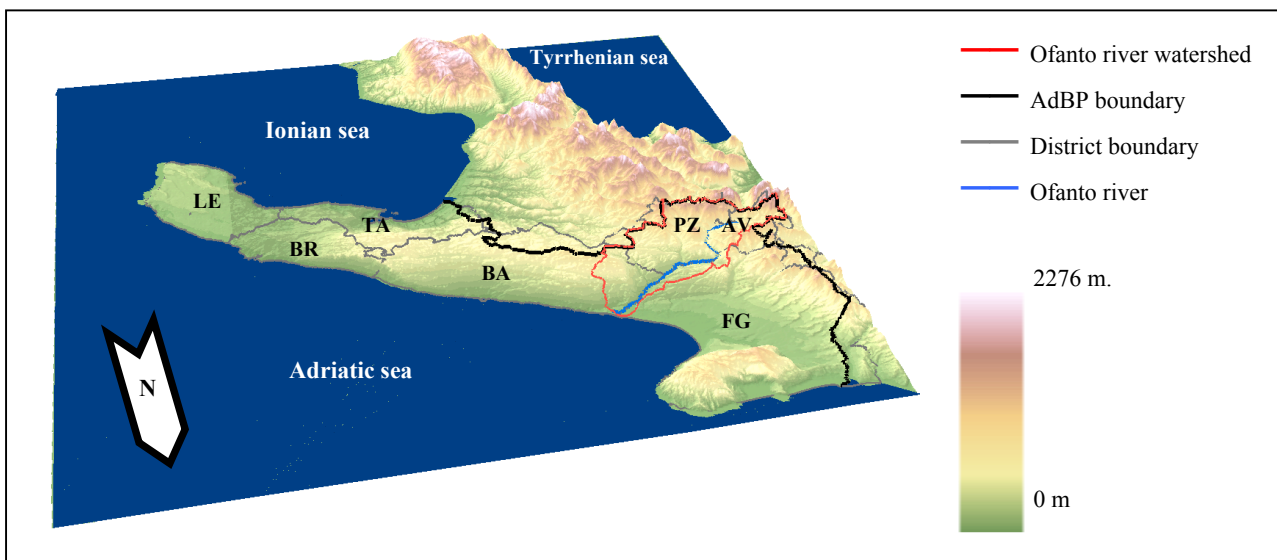 Tyrrhenian sea
Ionian sea
LE
TA
BR
BA
PZ
AV
FG
Adriatic sea
N
Ofanto river watershed
AdBP boundary
District boundary
Ofanto river
2276 m.
0 m